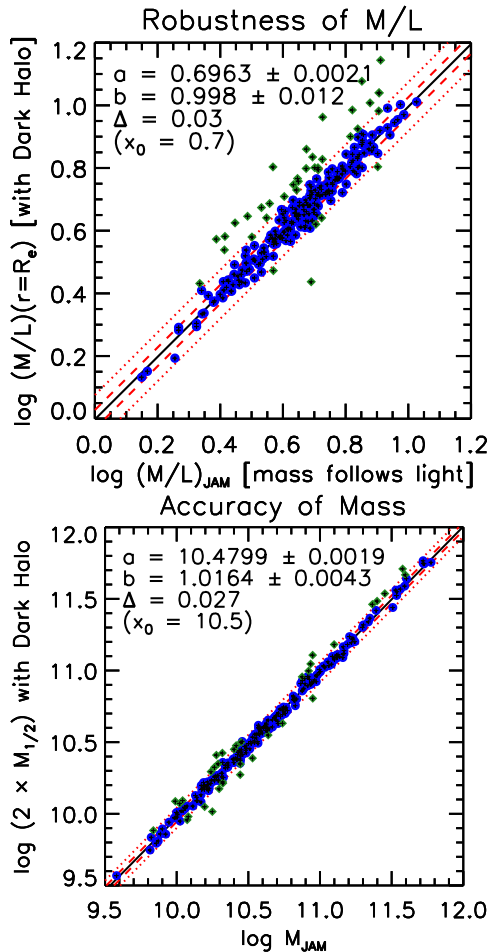 Robustness of M/L
a = 0.6963 ± 0.0021
b = 0.998 ± 0.012
Δ = 0.03
(x₀ = 0.7)
log (M/L)(r=Rₑ) [with Dark Halo]
1.2
1.0
0.8
0.6
0.4
0.2
0.0
0.0 0.2 0.4 0.6 0.8 1.0 1.2
log (M/L)JAM [mass follows light]
Accuracy of Mass
a = 10.4799 ± 0.0019
b = 1.0164 ± 0.0043
Δ = 0.027
(x₀ = 10.5)
log (2 × M1/2) with Dark Halo
12.0
11.5
11.0
10.5
10.0
9.5
9.5 10.0 10.5 11.0 11.5 12.0
log MJAM